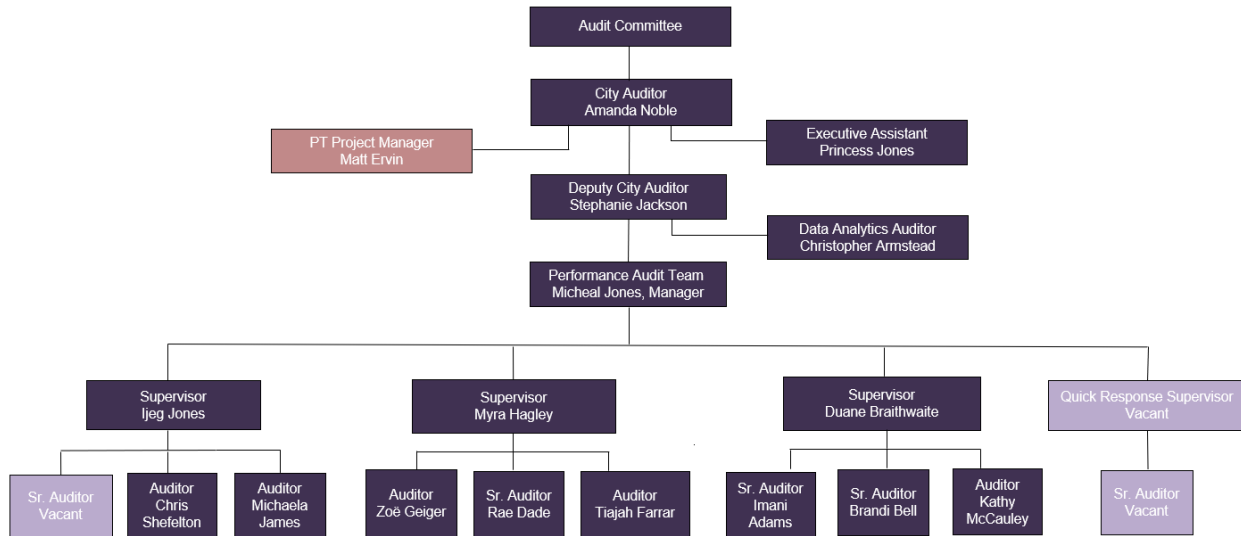 Audit Committee
City Auditor
Amanda Noble
PT Project Manager
Matt Ervin
Executive Assistant
Princess Jones
Deputy City Auditor
Stephanie Jackson
Data Analytics Auditor
Christopher Armstead
Performance Audit Team
Micheal Jones, Manager
Supervisor
Ijeg Jones
Supervisor
Myra Hagley
Supervisor
Duane Braithwaite
Quick Response Supervisor
Vacant
Sr. Auditor
Vacant
Auditor
Chris
Shefelton
Auditor
Michaela
James
Auditor
Zoë Geiger
Sr. Auditor
Rae Dade
Auditor
Tiajah Farrar
Sr. Auditor
Imani
Adams
Sr. Auditor
Brandi Bell
Auditor
Kathy
McCauley
Sr. Auditor
Vacant